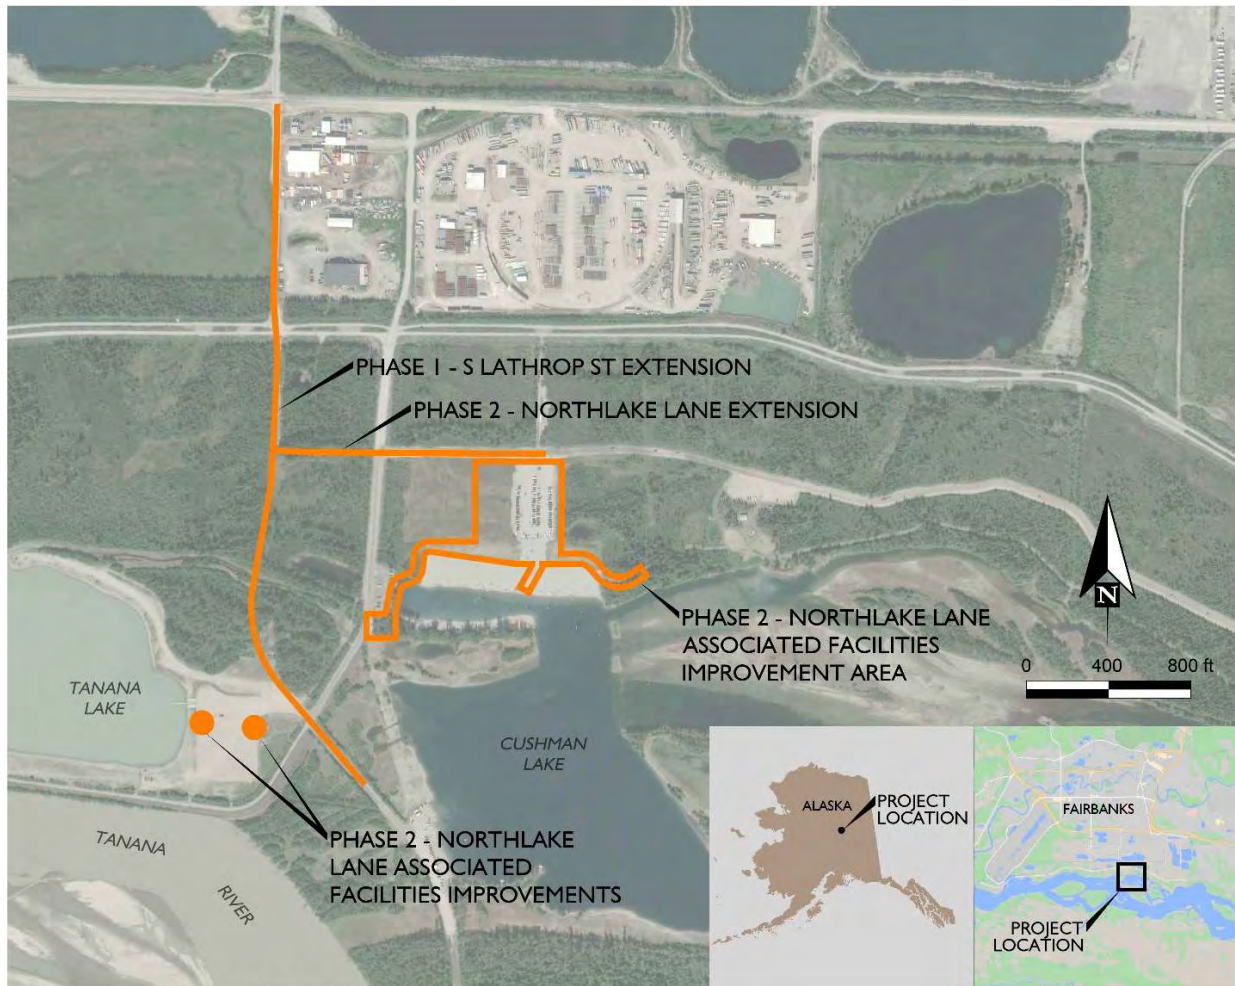 PHASE 1 - S LATHROP ST EXTENSION
PHASE 2 - NORTHLAKE LANE EXTENSION
PHASE 2 - NORTHLAKE LANE
ASSOCIATED FACILITIES
IMPROVEMENT AREA
N
0 400 800 ft
TANANA
LAKE
CUSHMAN
LAKE
PHASE 2 - NORTHLAKE
LANE ASSOCIATED
FACILITIES IMPROVEMENTS
TANANA
RIVER
ALASKA
PROJECT
LOCATION
FAIRBANKS
PROJECT
LOCATION